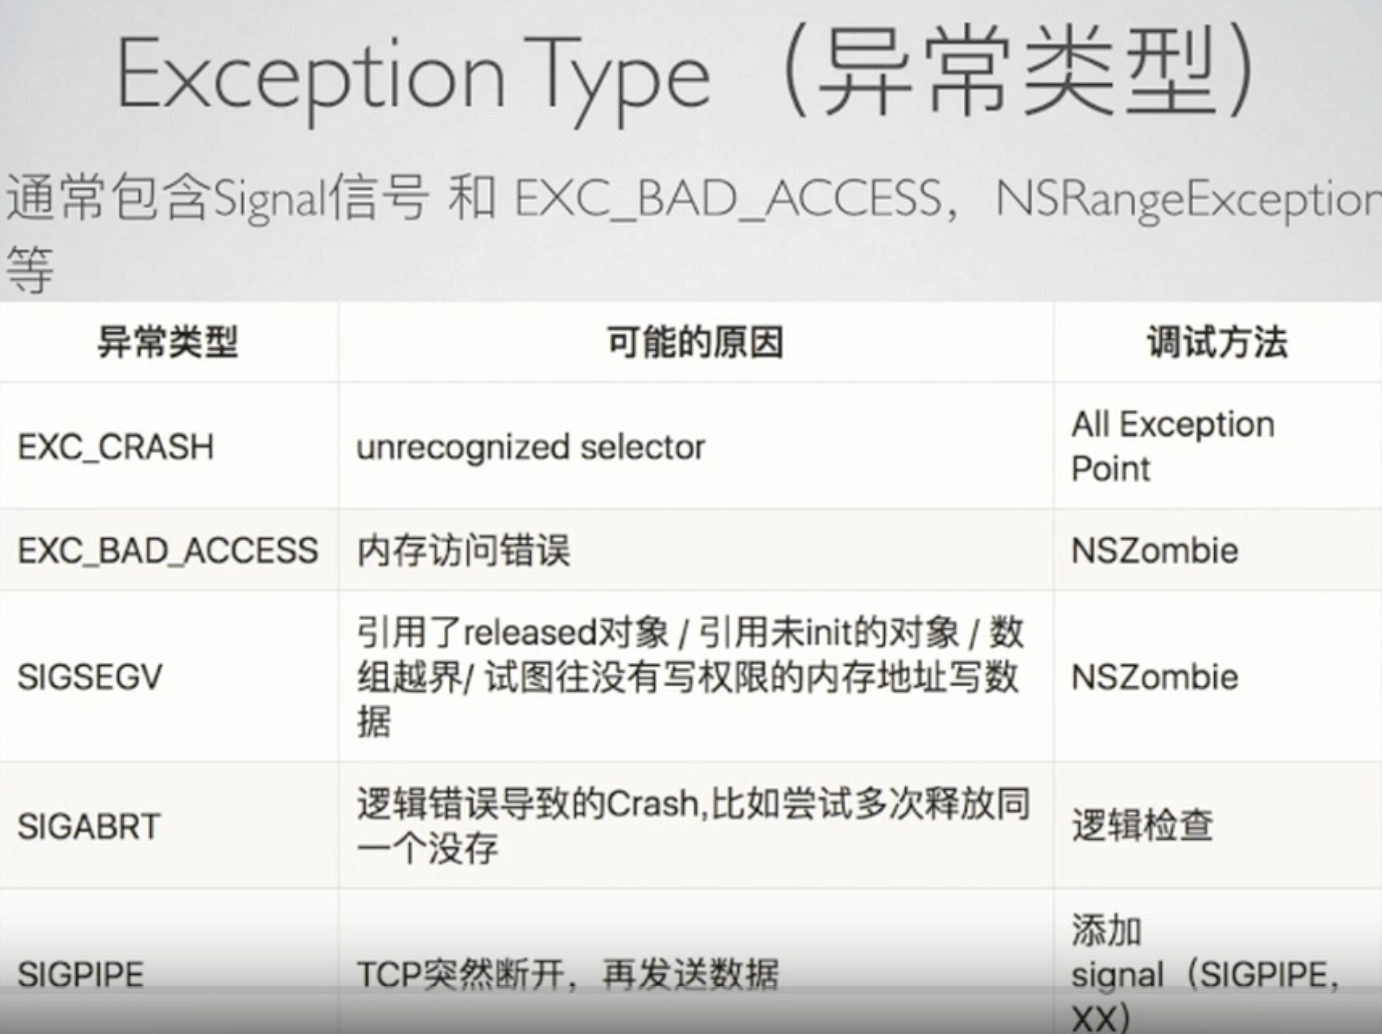 Exception Type（异常类型）
通常包含Signal信号 和 EXC_BAD_ACCESS，NSRangeException
等
异常类型 可能的原因 调试方法
EXC_CRASH unrecognized selector All Exception
Point
EXC_BAD_ACCESS 内存访问错误 NSZombie
SIGSEGV 引用了released对象 / 引用未init的对象 / 数
组越界/ 试图往没有写权限的内存地址写数
据
NSZombie
SIGABRT 逻辑错误导致的Crash,比如尝试多次释放同
一个没存
逻辑检查
SIGPIPE TCP突然断开，再发送数据 添加
signal（SIGPIPE，
XX）